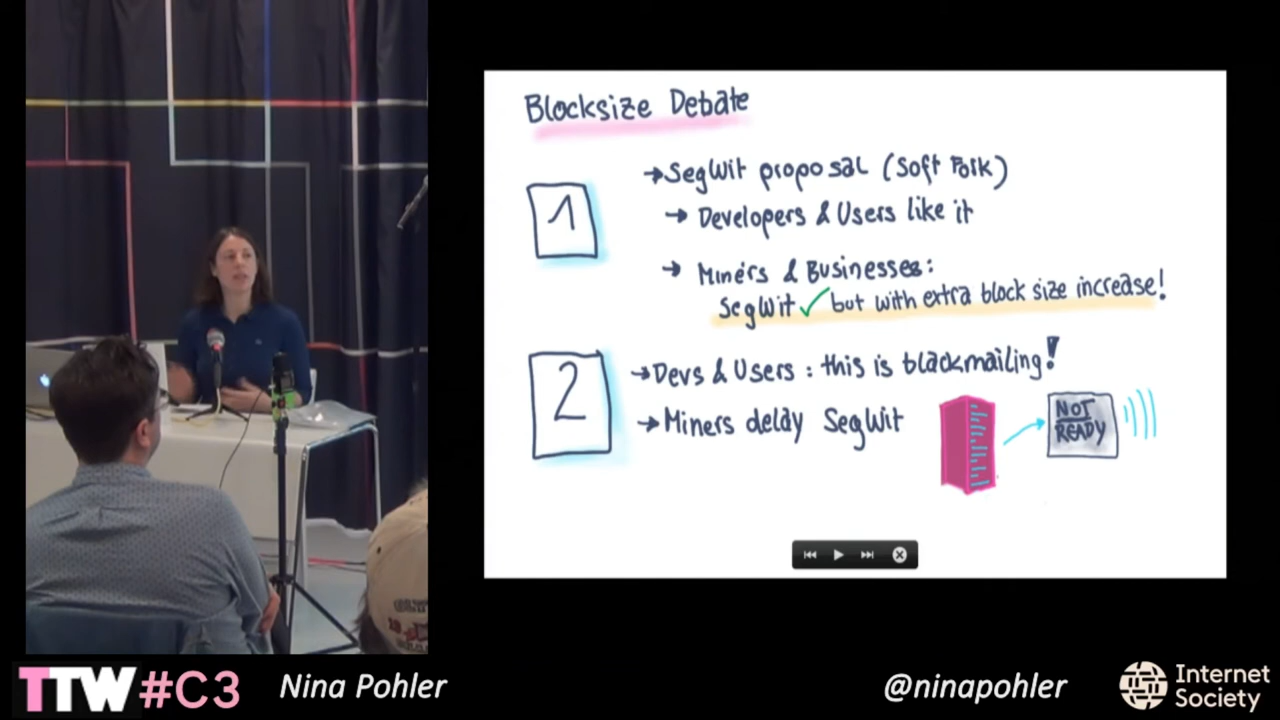 Blocksize Debate
1
→SegWit proposal (Soft Fork)
→ Developers & Users like it
→ Miners & Businesses:
SegWit ✓ but with extra block size increase!
2
→Devs & Users : this is blackmailing!
→Miners delay SegWit
NOT
READY
TTW#C3
Nina Pohler
@ninapohler
Internet
Society